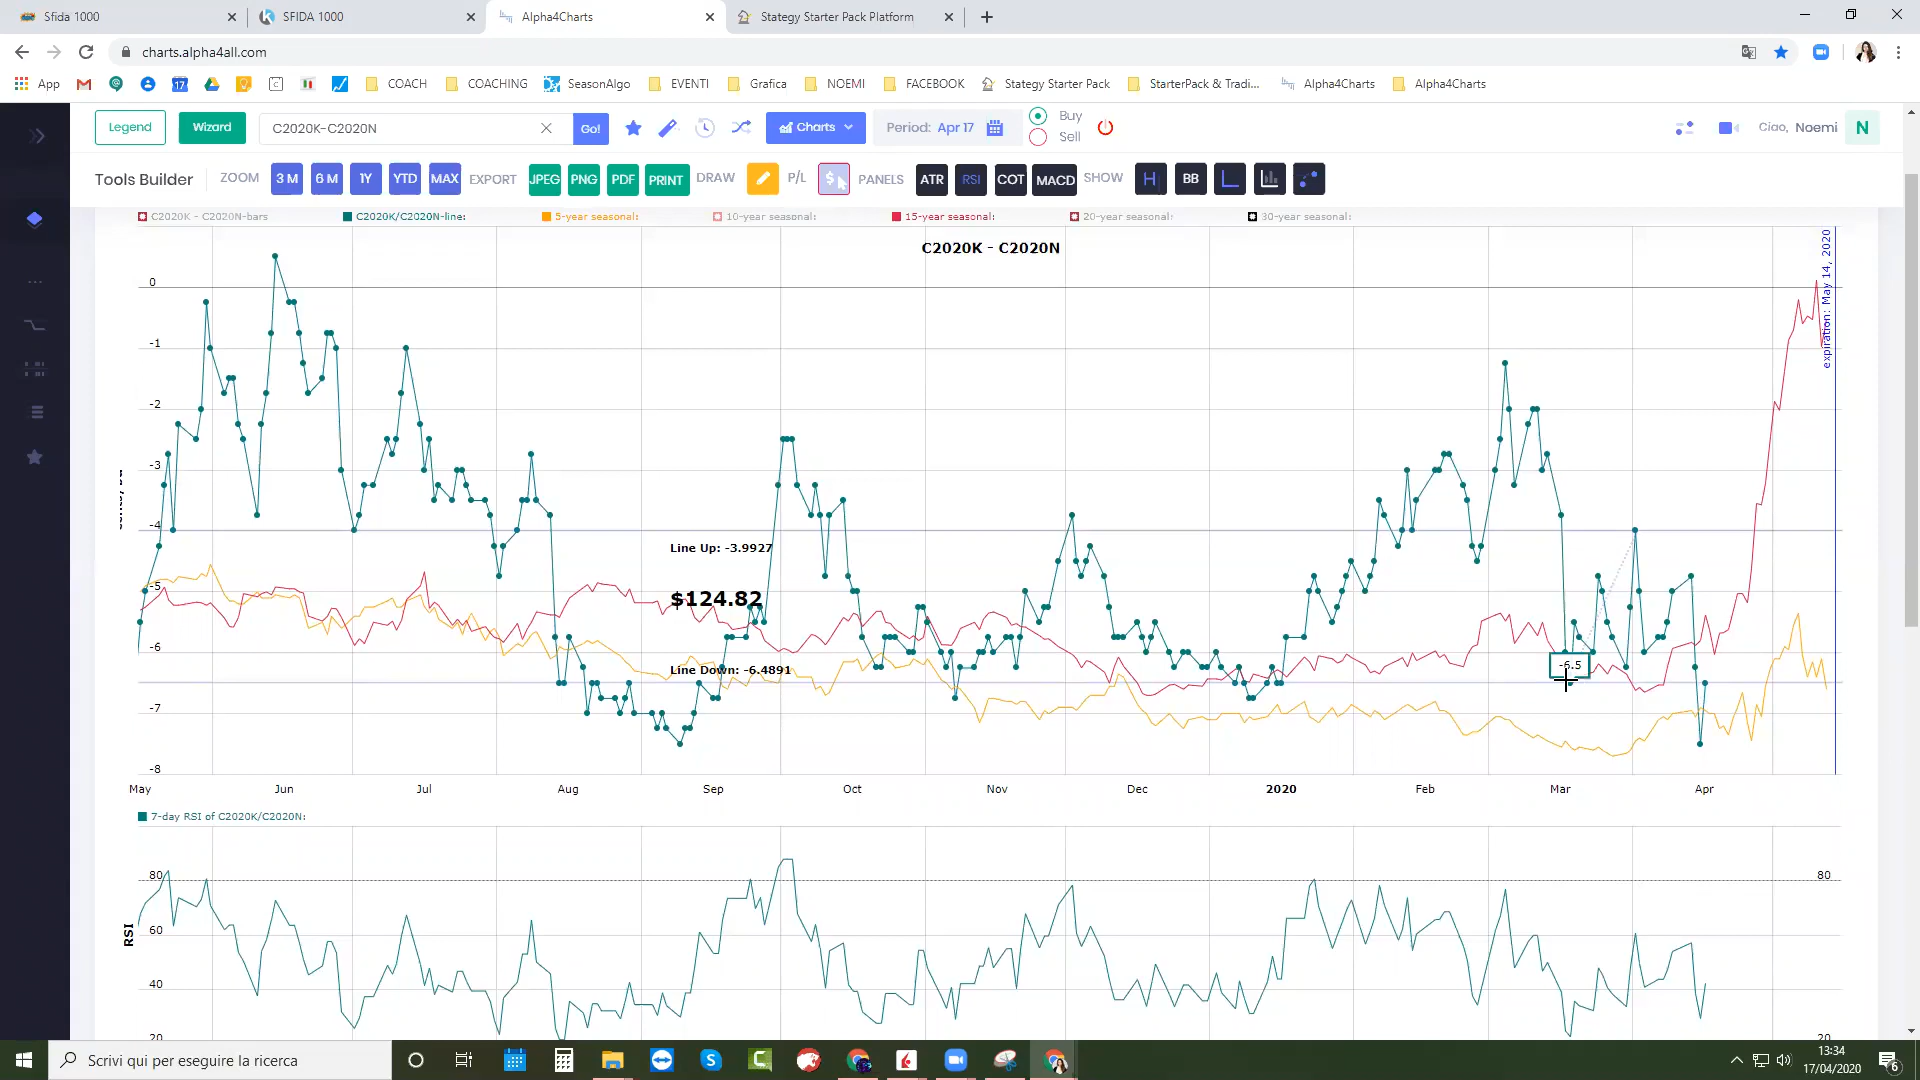 Sfida 1000
SFIDA 1000
Alpha4Charts
Stategy Starter Pack Platform
charts.alpha4all.com
App
17
COACH
COACHING
SeasonAlgo
EVENTI
Grafica
NOEMI
FACEBOOK
Stategy Starter Pack
StarterPack & Tradi...
Alpha4Charts
Alpha4Charts
Legend
Wizard
C2020K-C2020N
Go!
Charts
Period: Apr 17
Buy
Sell
Ciao, Noemi
N
Tools Builder
ZOOM
3 M
6 M
1Y
YTD
MAX
EXPORT
JPEG
PNG
PDF
PRINT
DRAW
P/L
$
PANELS
ATR
RSI
COT
MACD
SHOW
H
BB
C2020K - C2020N-bars
C2020K/C2020N-line:
5-year seasonal:
10-year seasonal:
15-year seasonal:
20-year seasonal:
30-year seasonal:
C2020K - C2020N
expiration: May 14, 2020
0
-1
-2
-3
-4
-5
-6
-7
-8
Line Up: -3.9927
$124.82
Line Down: -6.4891
-6.5
May
Jun
Jul
Aug
Sep
Oct
Nov
Dec
2020
Feb
Mar
Apr
7-day RSI of C2020K/C2020N:
RSI
80
60
40
20
80
20
Scrivi qui per eseguire la ricerca
13:34
17/04/2020
6